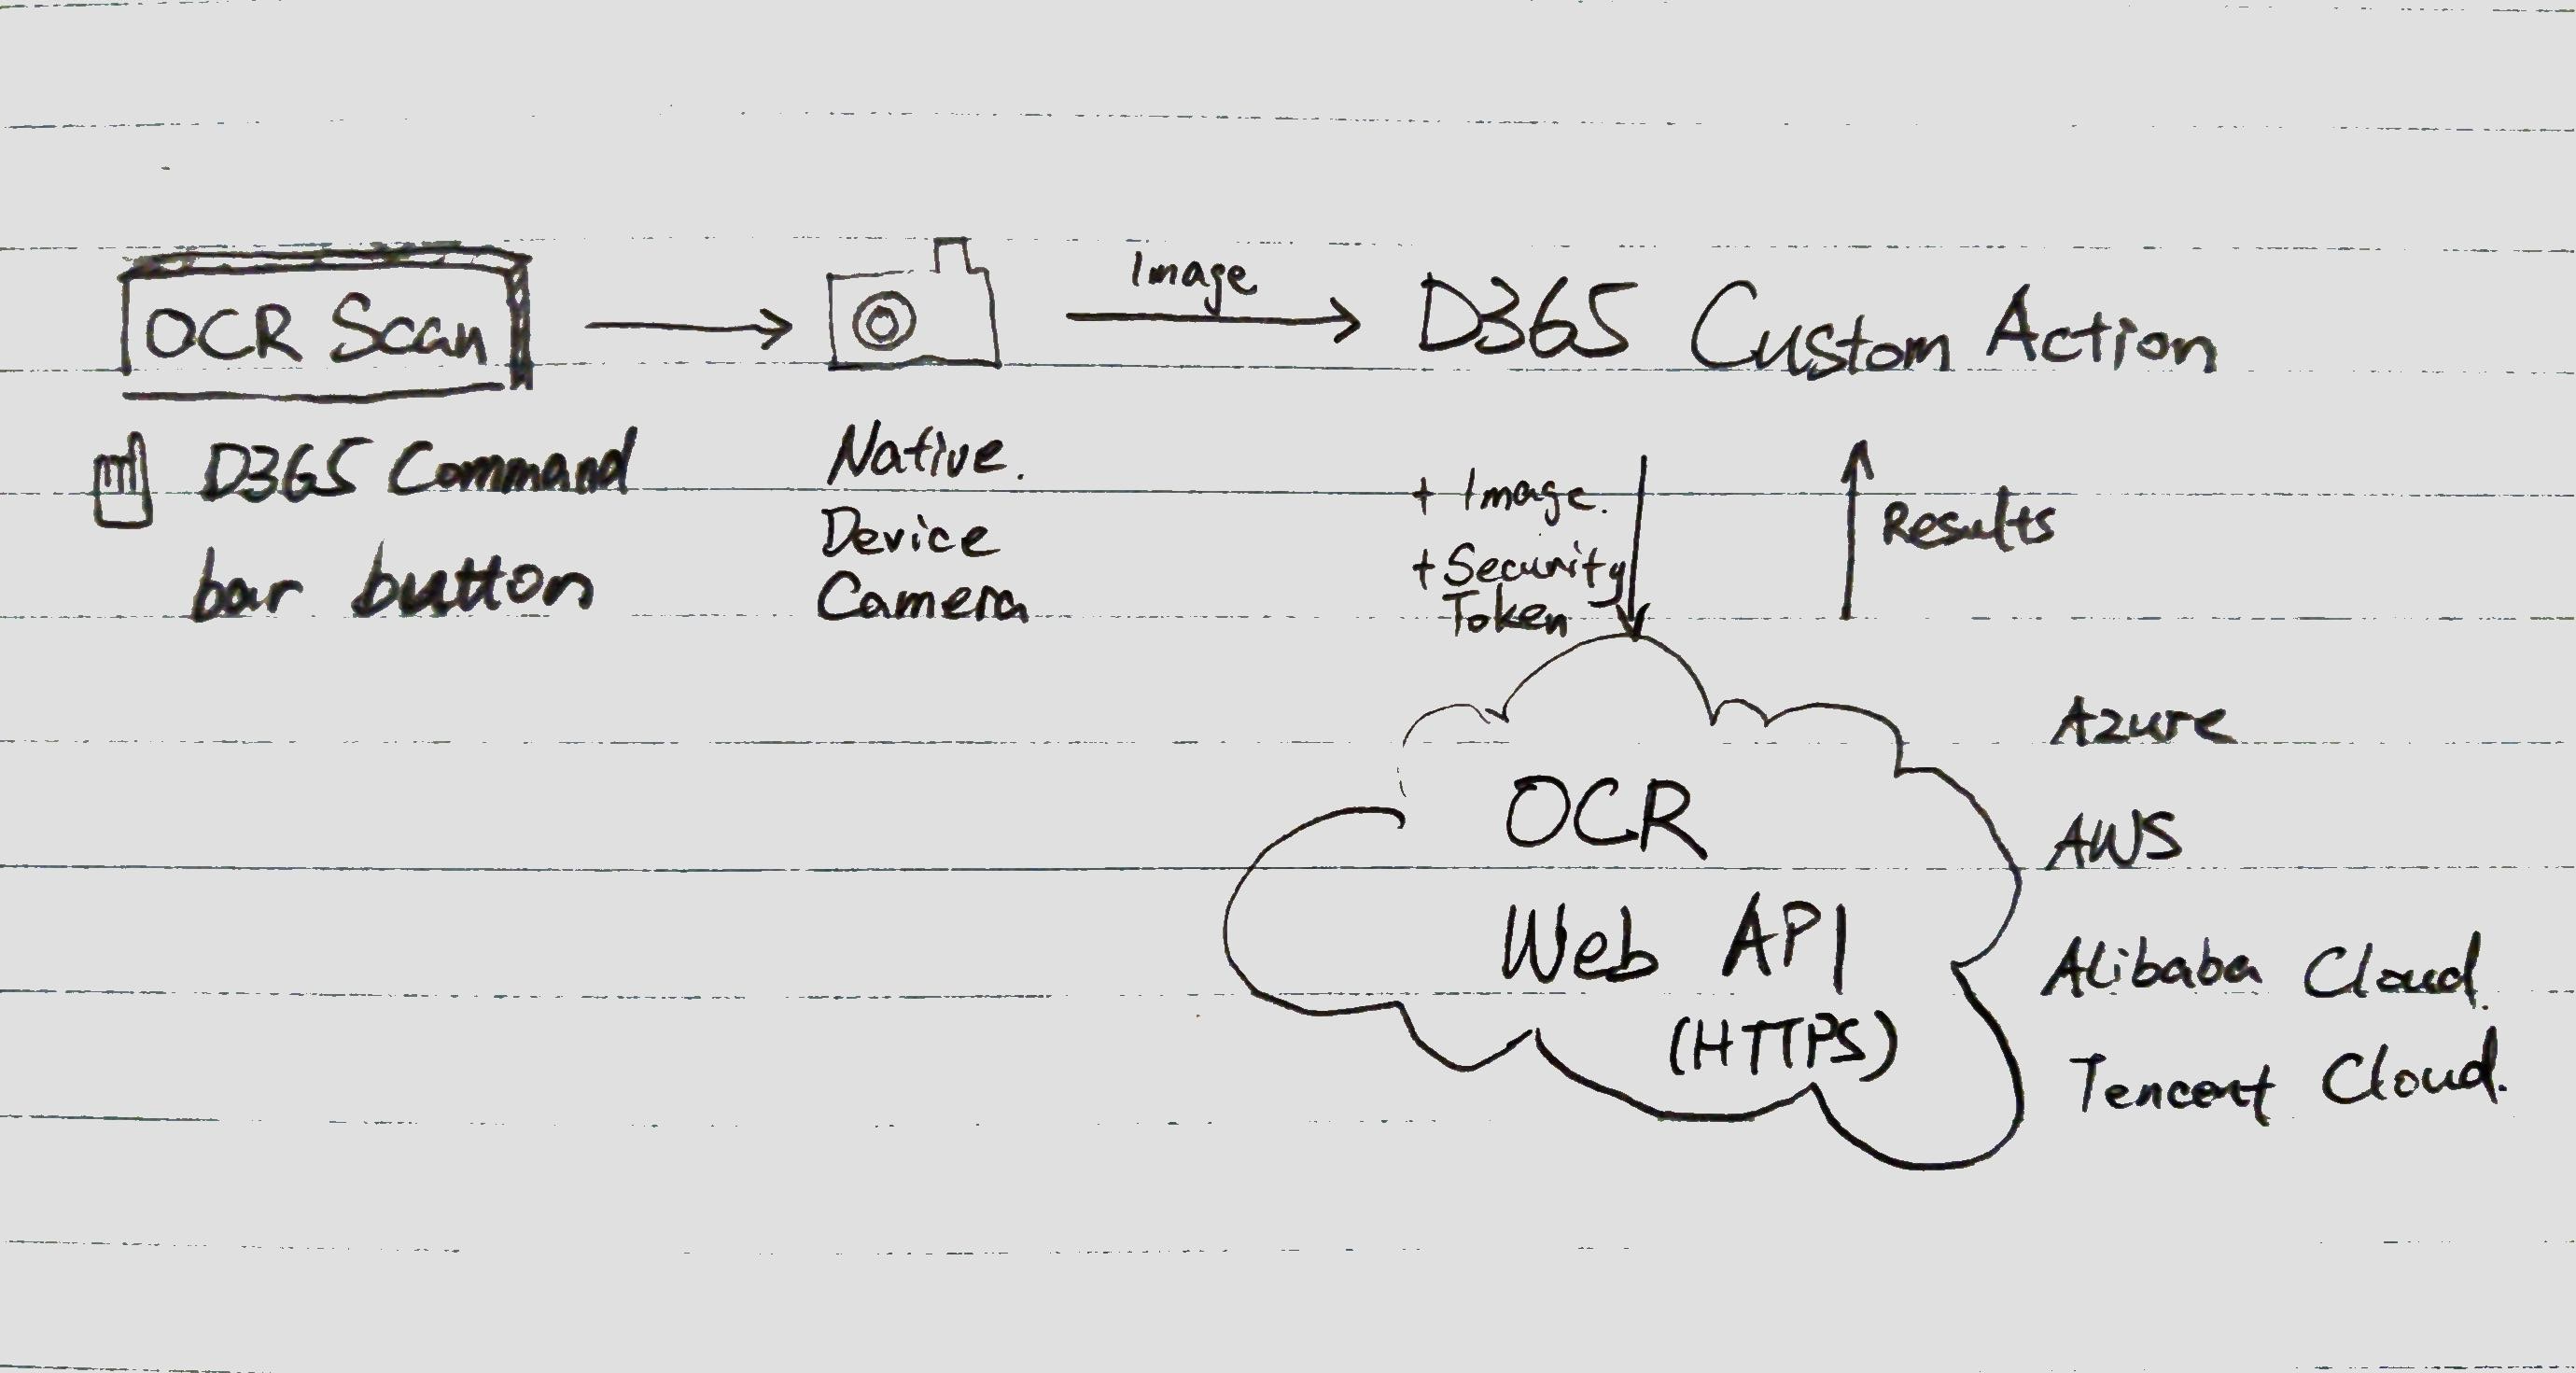 OCR Scan
Image
D365 Custom Action
D365 Command
bar button
Native.
Device
Camera
+ Image.
+ Security
Token
Results
OCR
Web API
(HTTPS)
Azure
AWS
Alibaba Cloud.
Tencent Cloud.